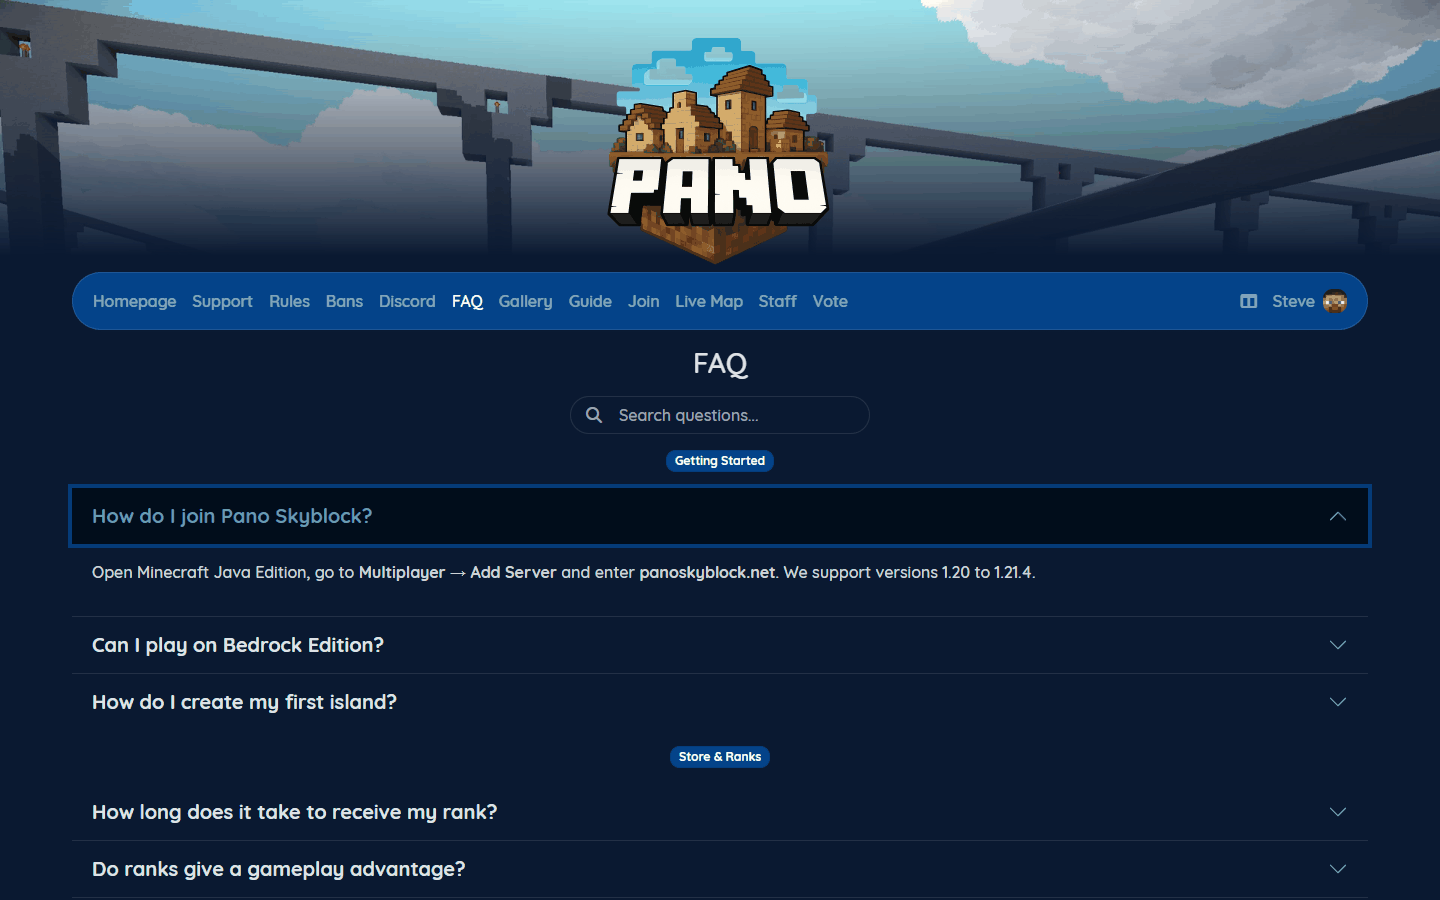 PANO
Homepage Support Rules Bans Discord FAQ Gallery Guide Join Live Map Staff Vote Steve
FAQ
Search questions...
Getting Started
How do I join Pano Skyblock?
Open Minecraft Java Edition, go to Multiplayer → Add Server and enter panoskyblock.net. We support versions 1.20 to 1.21.4.
Can I play on Bedrock Edition?
How do I create my first island?
Store & Ranks
How long does it take to receive my rank?
Do ranks give a gameplay advantage?